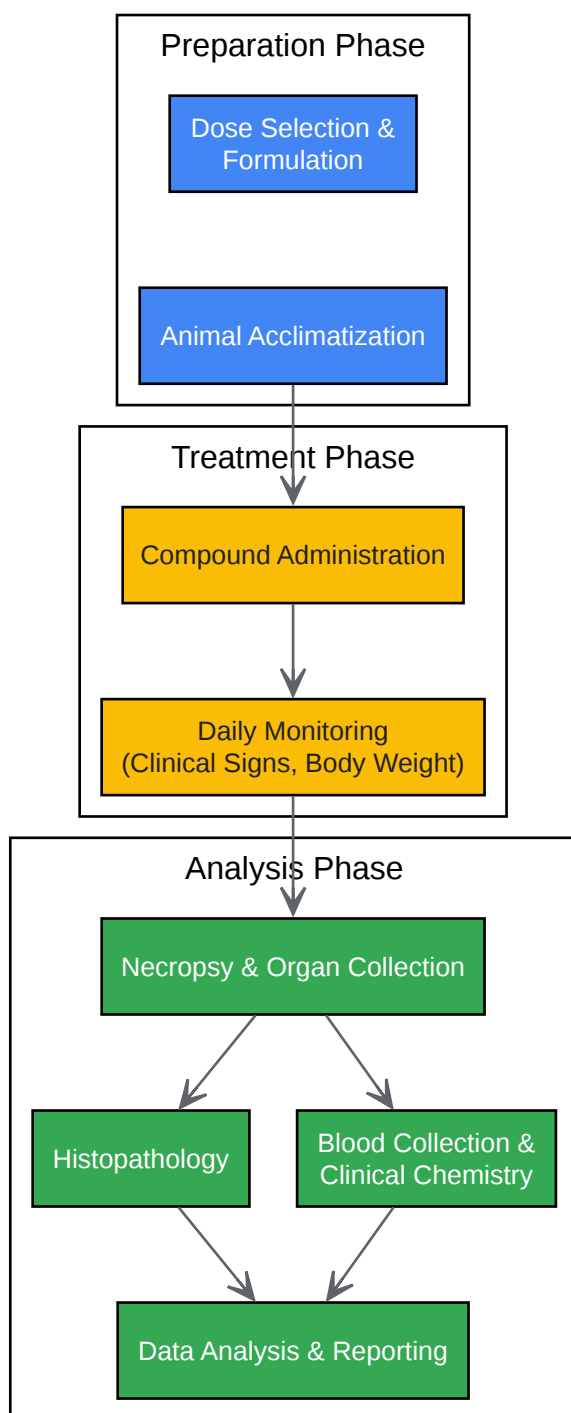 Preparation Phase
Dose Selection &
Formulation
Animal Acclimatization
Treatment Phase
Compound Administration
Daily Monitoring
(Clinical Signs, Body Weight)
Analysis Phase
Necropsy & Organ Collection
Histopathology
Blood Collection &
Clinical Chemistry
Data Analysis & Reporting